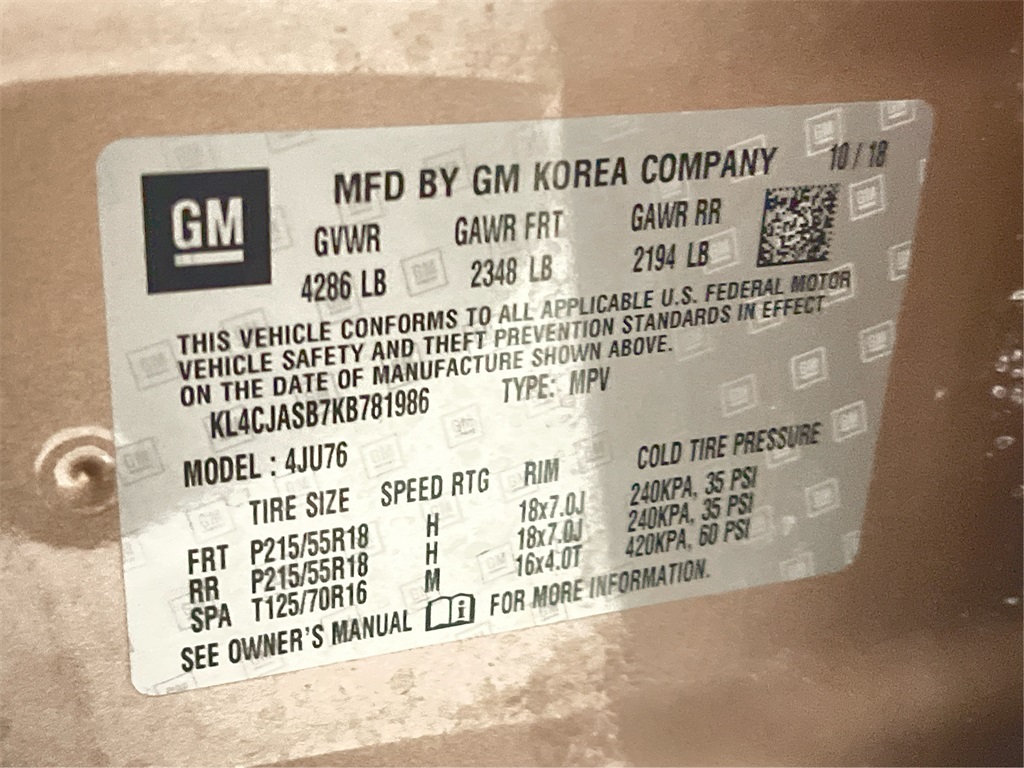 GM
MFD BY GM KOREA COMPANY 10 / 18
GVWR GAWR FRT GAWR RR
4286 LB 2348 LB 2194 LB
THIS VEHICLE CONFORMS TO ALL APPLICABLE U.S. FEDERAL MOTOR
VEHICLE SAFETY AND THEFT PREVENTION STANDARDS IN EFFECT
ON THE DATE OF MANUFACTURE SHOWN ABOVE.
KL4CJASB7KB781986 TYPE: MPV
MODEL : 4JU76
TIRE SIZE SPEED RTG RIM COLD TIRE PRESSURE
FRT P215/55R18 H 18x7.0J 240KPA, 35 PSI
RR P215/55R18 H 18x7.0J 240KPA, 35 PSI
SPA T125/70R16 M 16x4.0T 420KPA, 60 PSI
SEE OWNER'S MANUAL FOR MORE INFORMATION.